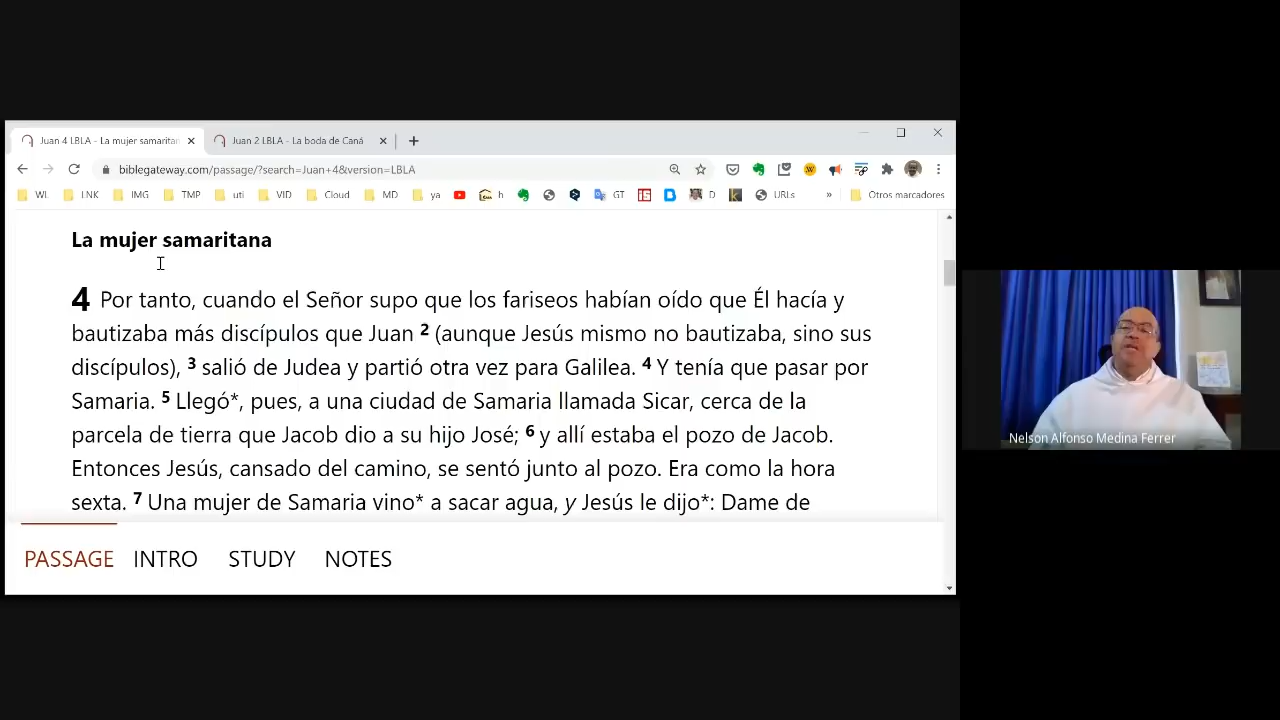 Juan 4 LBLA - La mujer samaritan
Juan 2 LBLA - La boda de Caná
biblegateway.com/passage/?search=Juan+4&version=LBLA
WL LNK IMG TMP uti VID Cloud MD ya h GT D URLs » Otros marcadores
La mujer samaritana
4 Por tanto, cuando el Señor supo que los fariseos habían oído que Él hacía y
bautizaba más discípulos que Juan 2 (aunque Jesús mismo no bautizaba, sino sus
discípulos), 3 salió de Judea y partió otra vez para Galilea. 4 Y tenía que pasar por
Samaria. 5 Llegó*, pues, a una ciudad de Samaria llamada Sicar, cerca de la
parcela de tierra que Jacob dio a su hijo José; 6 y allí estaba el pozo de Jacob.
Entonces Jesús, cansado del camino, se sentó junto al pozo. Era como la hora
sexta. 7 Una mujer de Samaria vino* a sacar agua, y Jesús le dijo*: Dame de
PASSAGE INTRO STUDY NOTES
Nelson Alfonso Medina Ferrer